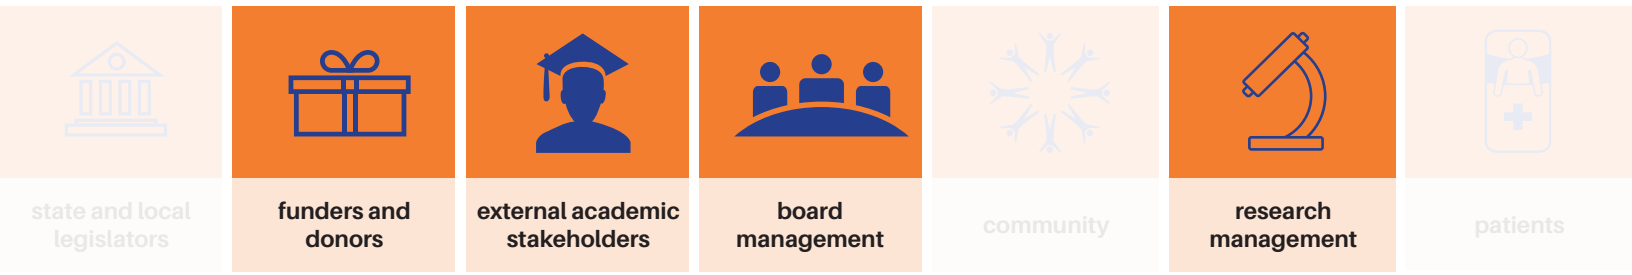 state and local
legislators
funders and
donors
external academic
stakeholders
board
management
community
research
management
patients